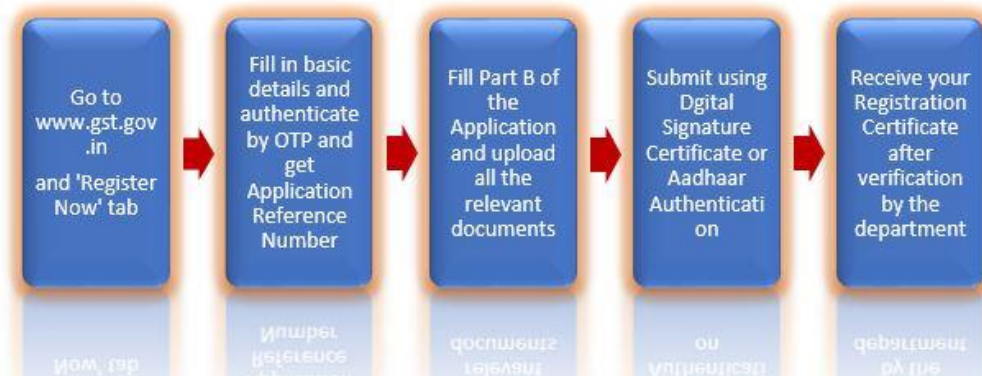 Go to
www.gst.gov
.in
and 'Register
Now' tab
Fill in basic
details and
authenticate
by OTP and
get
Application
Reference
Number
Fill Part B of
the
Application
and upload
all the
relevant
documents
Submit using
Dgital
Signature
Certificate or
Aadhaar
Authenticati
on
Receive your
Registration
Certificate
after
verification
by the
department